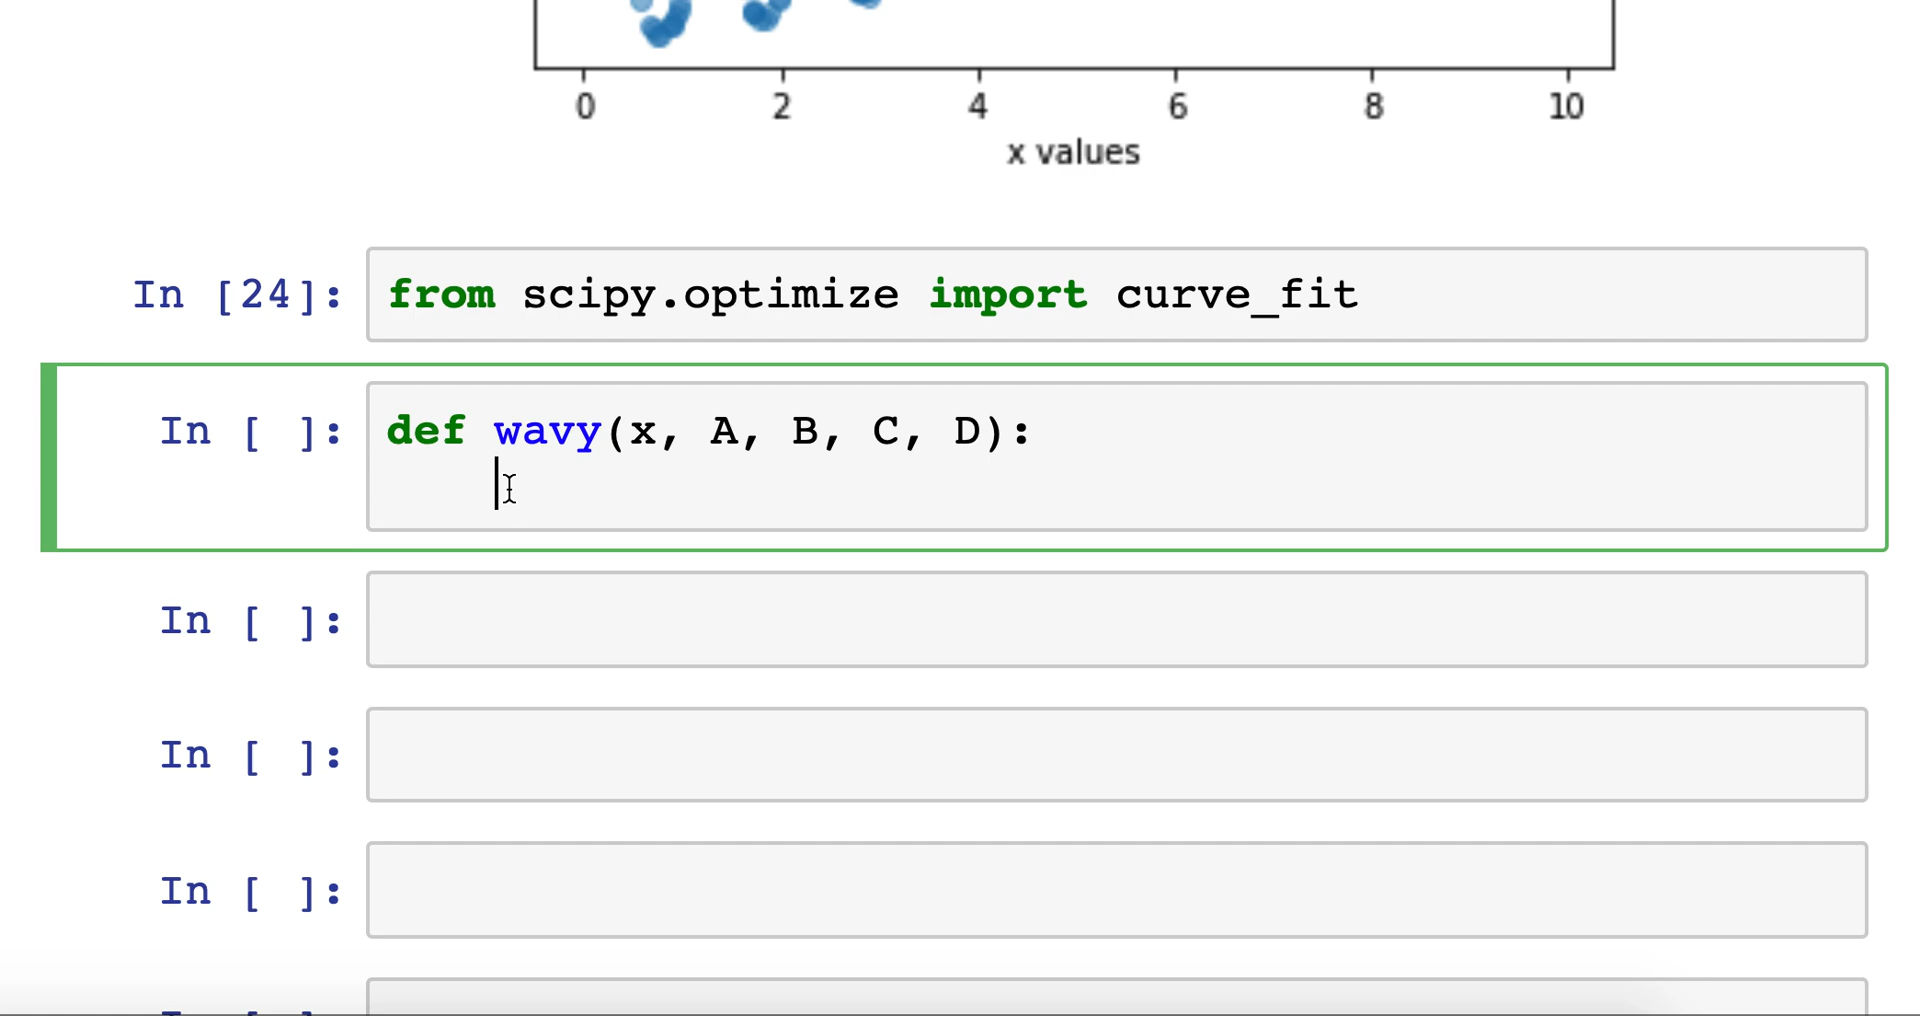 0 2 4 6 8 10
x values
In [24]: from scipy.optimize import curve_fit
In [ ]: def wavy(x, A, B, C, D):
In [ ]:
In [ ]:
In [ ]: